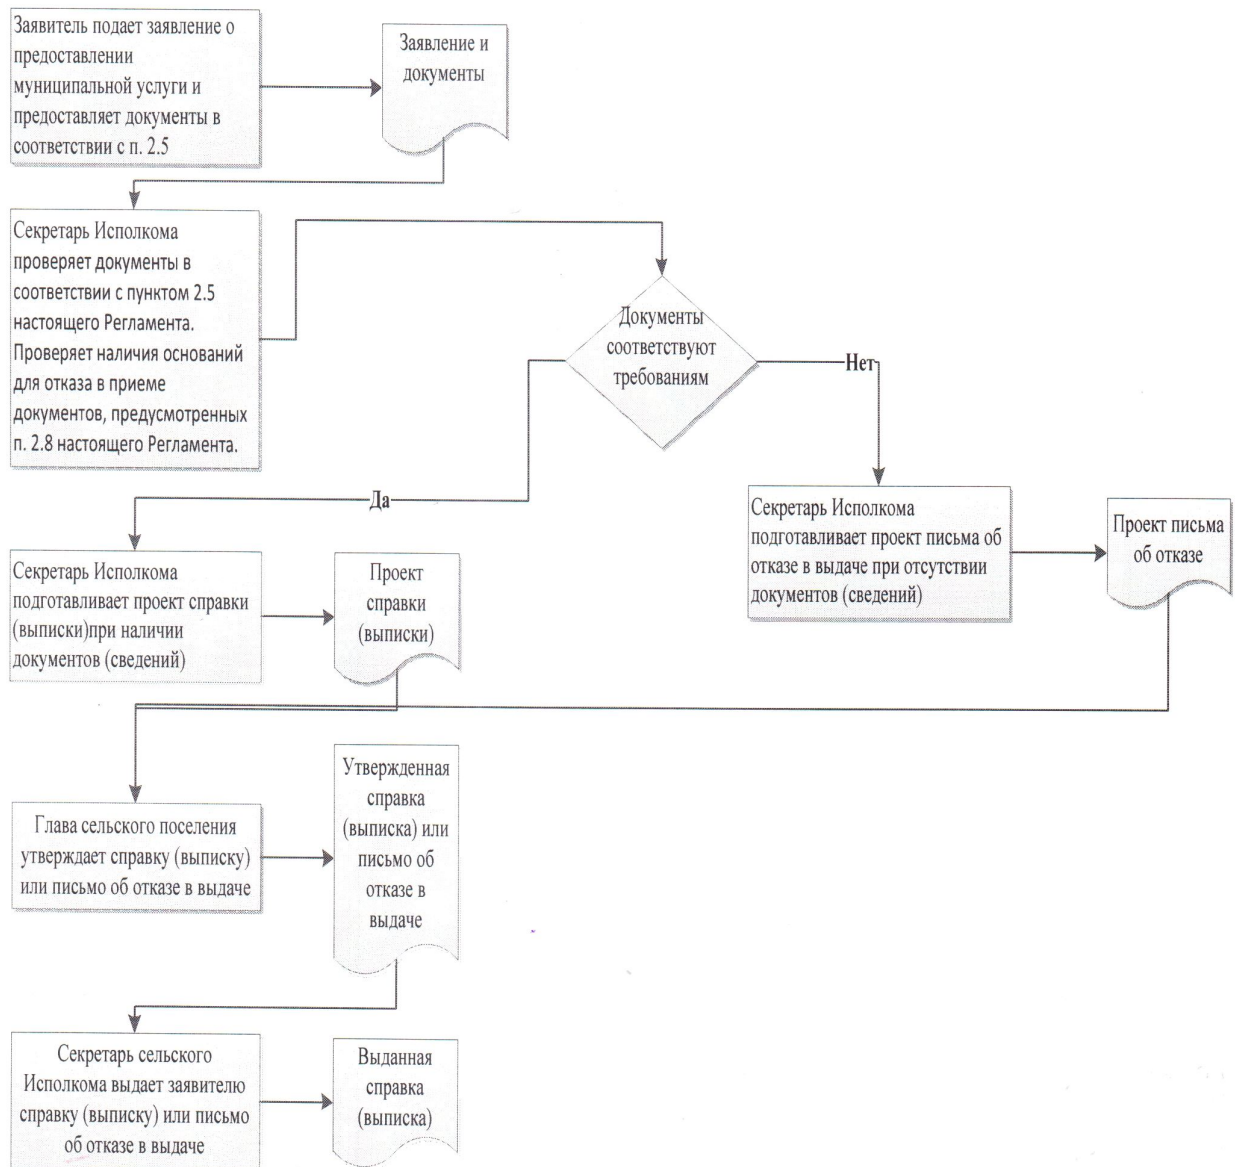 Заявитель подает заявление о
предоставлении
муниципальной услуги и
предоставляет документы в
соответствии с п. 2.5
Заявление и
документы
Секретарь Исполкома
проверяет документы в
соответствии с пунктом 2.5
настоящего Регламента.
Проверяет наличия оснований
для отказа в приеме
документов, предусмотренных
п. 2.8 настоящего Регламента.
Документы
соответствуют
требованиям
Нет
Да
Секретарь Исполкома
подготавливает проект письма об
отказе в выдаче при отсутствии
документов (сведений)
Проект письма
об отказе
Секретарь Исполкома
подготавливает проект справки
(выписки)при наличии
документов (сведений)
Проект
справки
(выписки)
Глава сельского поселения
утверждает справку (выписку)
или письмо об отказе в выдаче
Утвержденная
справка
(выписка) или
письмо об
отказе в
выдаче
Секретарь сельского
Исполкома выдает заявителю
справку (выписку) или письмо
об отказе в выдаче
Выданная
справка
(выписка)